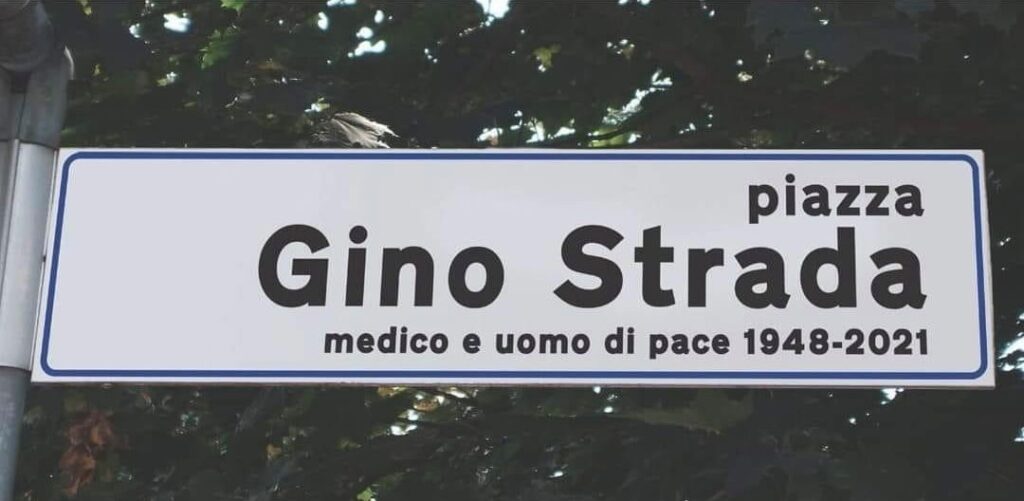 piazza
Gino Strada
medico e uomo di pace 1948-2021